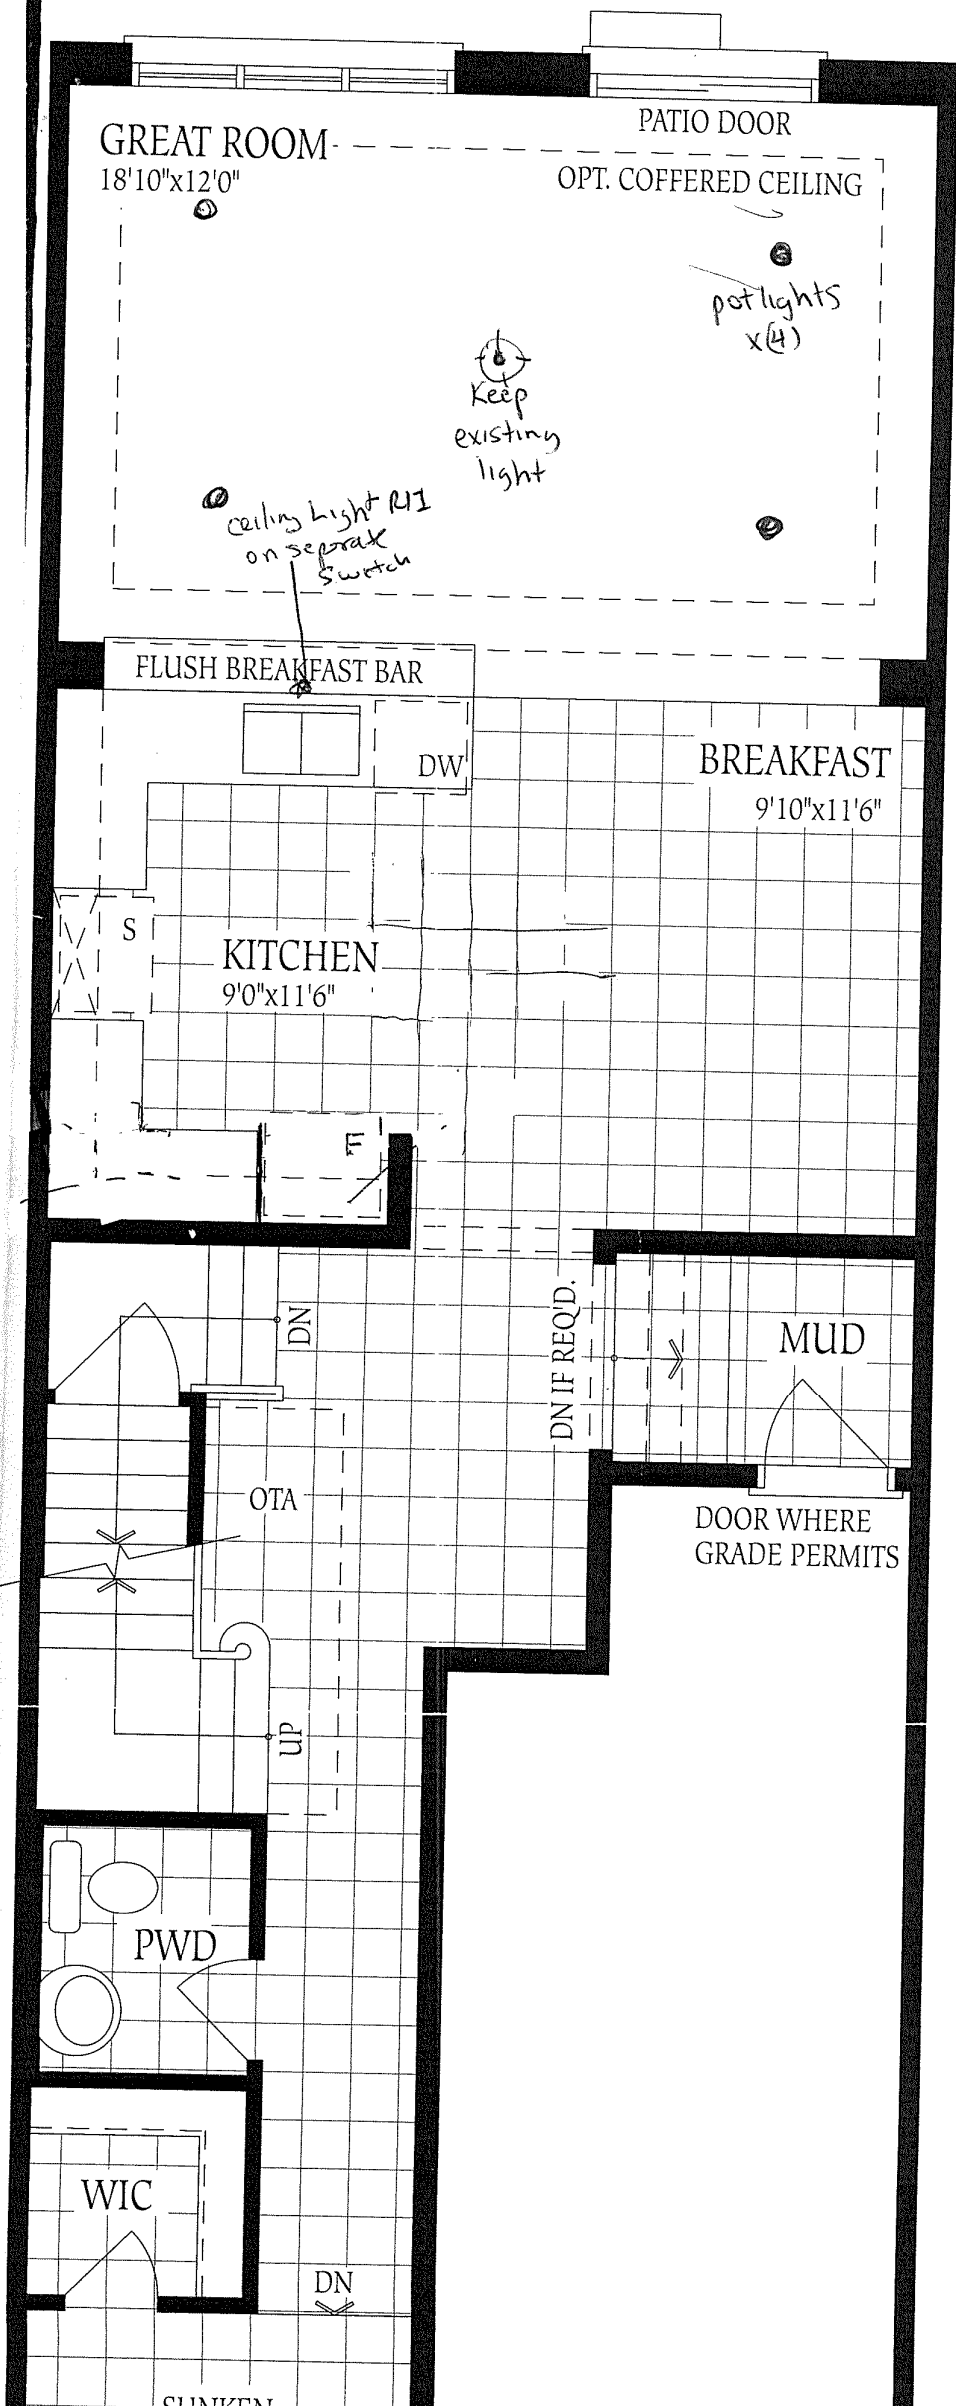 PATIO DOOR
GREAT ROOM
18'10"x12'0"
OPT. COFFERED CEILING
potlights
x(4)
Keep
existing
light
ceiling light R/I
on seprate
switch
FLUSH BREAKFAST BAR
DW
BREAKFAST
9'10"x11'6"
S
KITCHEN
9'0"x11'6"
F
DN
DN IF REQ'D.
MUD
OTA
DOOR WHERE
GRADE PERMITS
UP
PWD
WIC
DN
SUNKEN